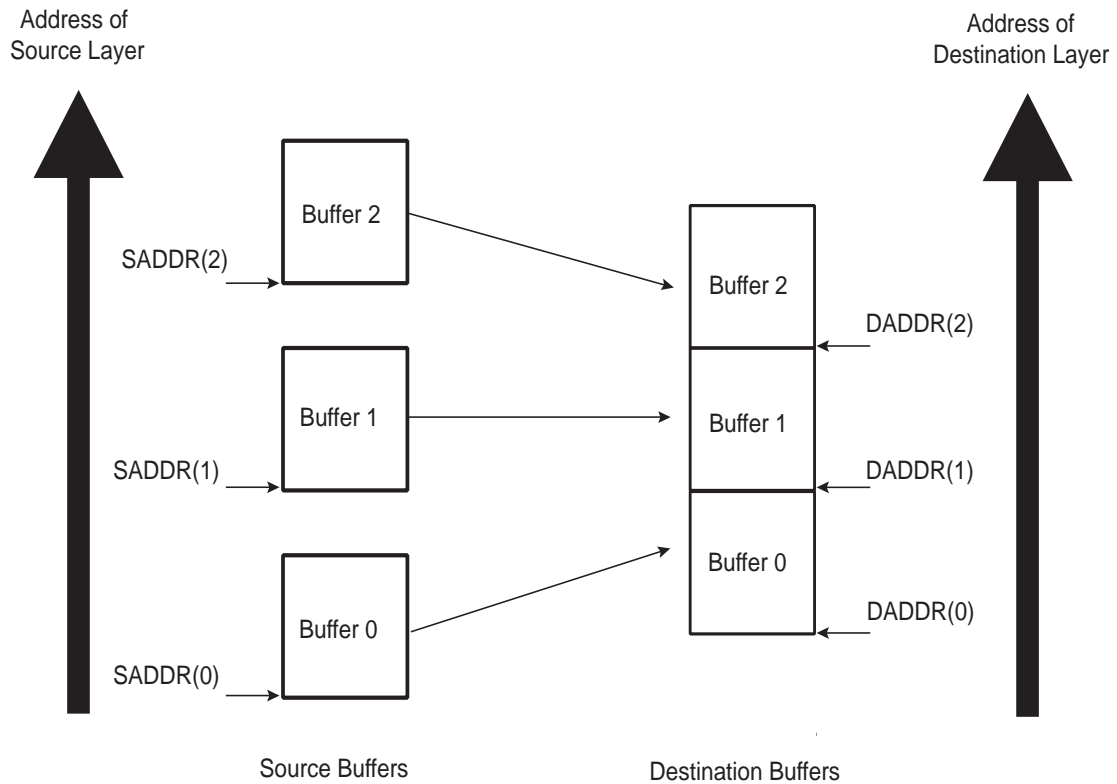 Address of
Source Layer
Address of
Destination Layer
Buffer 2
SADDR(2)
Buffer 2
DADDR(2)
Buffer 1
Buffer 1
SADDR(1)
DADDR(1)
Buffer 0
Buffer 0
DADDR(0)
SADDR(0)
Source Buffers
Destination Buffers